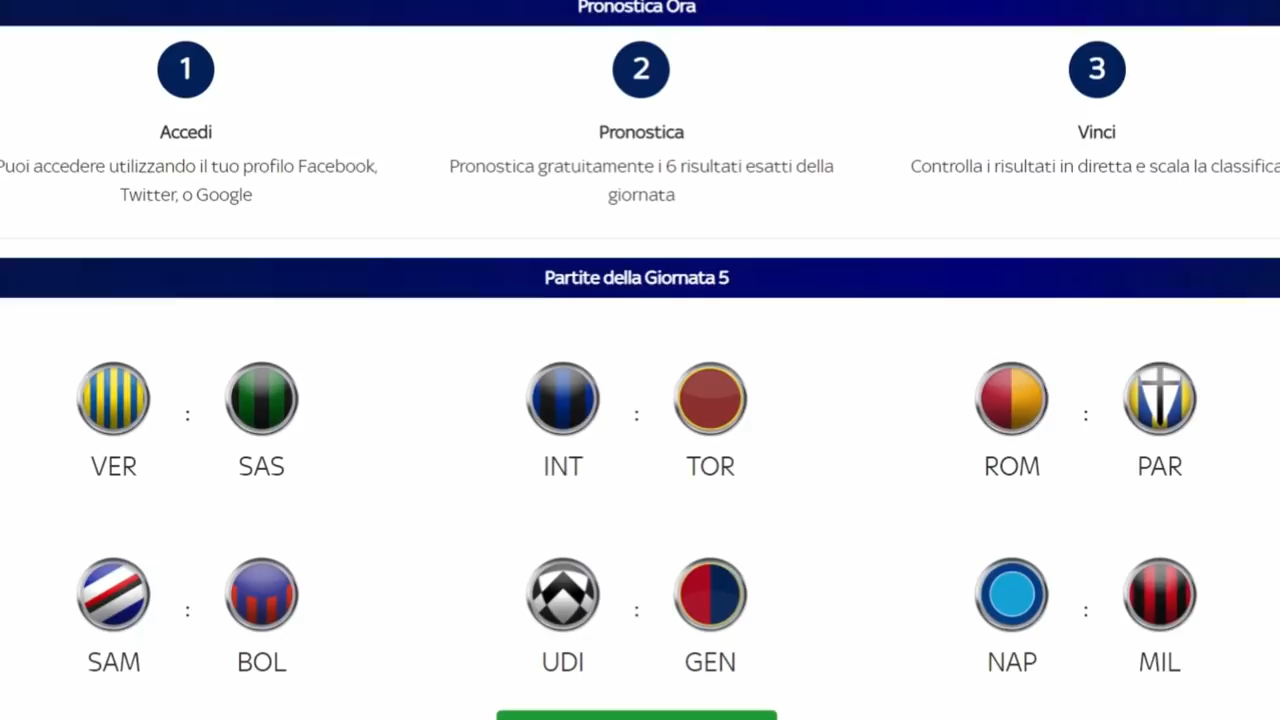 Pronostica Ora
1 2 3
Accedi Pronostica Vinci
Puoi accedere utilizzando il tuo profilo Facebook, Pronostica gratuitamente i 6 risultati esatti della Controlla i risultati in diretta e scala la classifica
Twitter, o Google giornata
Partite della Giornata 5
: : :
VER SAS INT TOR ROM PAR
: : :
SAM BOL UDI GEN NAP MIL